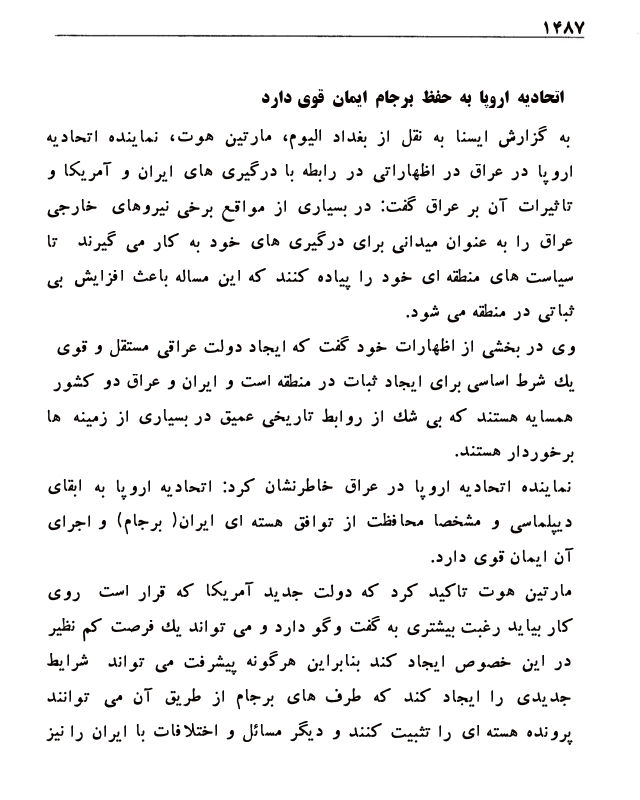 ۱۴۸۷
اتحادیه اروپا به حفظ برجام ایمان قوی دارد
به گزارش ایسنا به نقل از بغداد الیوم، مارتین هوت، نماینده اتحادیه
اروپا در عراق در اظهاراتی در رابطه با درگیری های ایران و آمریکا و
تاثیرات آن بر عراق گفت: در بسیاری از مواقع برخی نیروهای خارجی
عراق را به عنوان میدانی برای درگیری های خود به کار می گیرند تا
سیاست های منطقه ای خود را پیاده کنند که این مساله باعث افزایش بی
ثباتی در منطقه می شود.
وی در بخشی از اظهارات خود گفت که ایجاد دولت عراقی مستقل و قوی
یك شرط اساسی برای ایجاد ثبات در منطقه است و ایران و عراق دو کشور
همسایه هستند که بی شك از روابط تاریخی عمیق در بسیاری از زمینه ها
برخوردار هستند.
نماینده اتحادیه اروپا در عراق خاطرنشان کرد: اتحادیه اروپا به ابقای
دیپلماسی و مشخصا محافظت از توافق هسته ای ایران( برجام) و اجرای
آن ایمان قوی دارد.
مارتین هوت تاکید کرد که دولت جدید آمریکا که قرار است روی
کار بیاید رغبت بیشتری به گفت وگو دارد و می تواند یك فرصت کم نظیر
در این خصوص ایجاد کند بنابراین هرگونه پیشرفت می تواند شرایط
جدیدی را ایجاد کند که طرف های برجام از طریق آن می توانند
پرونده هسته ای را تثبیت کنند و دیگر مسائل و اختلافات با ایران را نیز